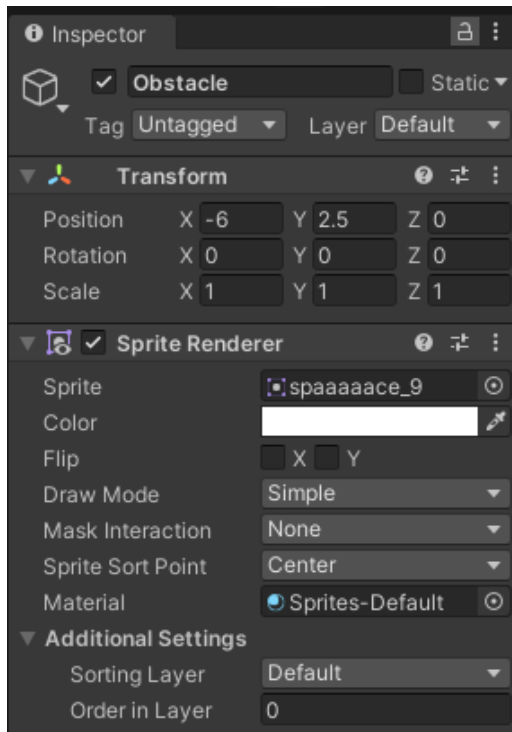 Inspector
Obstacle Static
Tag Untagged Layer Default
Transform
Position X -6 Y 2.5 Z 0
Rotation X 0 Y 0 Z 0
Scale X 1 Y 1 Z 1
Sprite Renderer
Sprite spaaaaace_9
Color
Flip X Y
Draw Mode Simple
Mask Interaction None
Sprite Sort Point Center
Material Sprites-Default
Additional Settings
Sorting Layer Default
Order in Layer 0